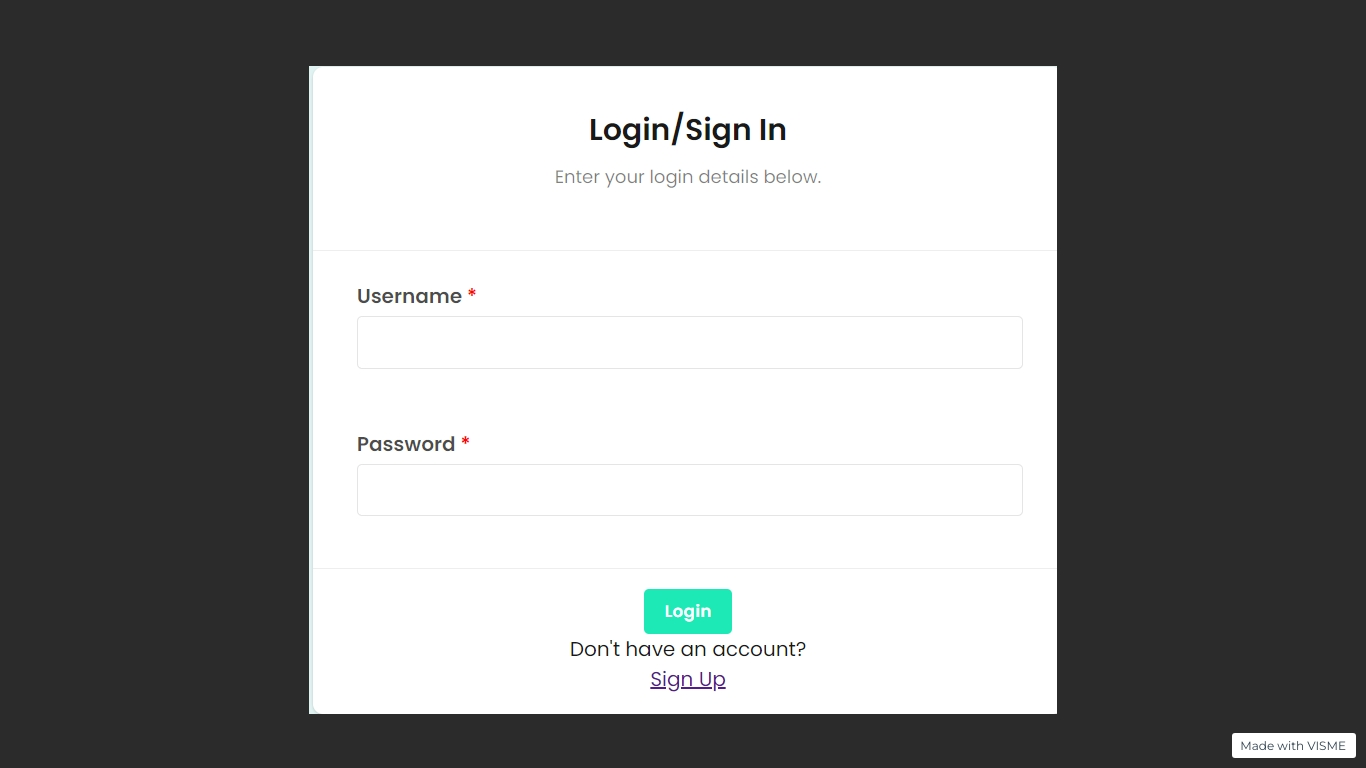 Login/Sign In
Enter your login details below.
Username *
Password *
Login
Don't have an account?
Sign Up
Made with VISME